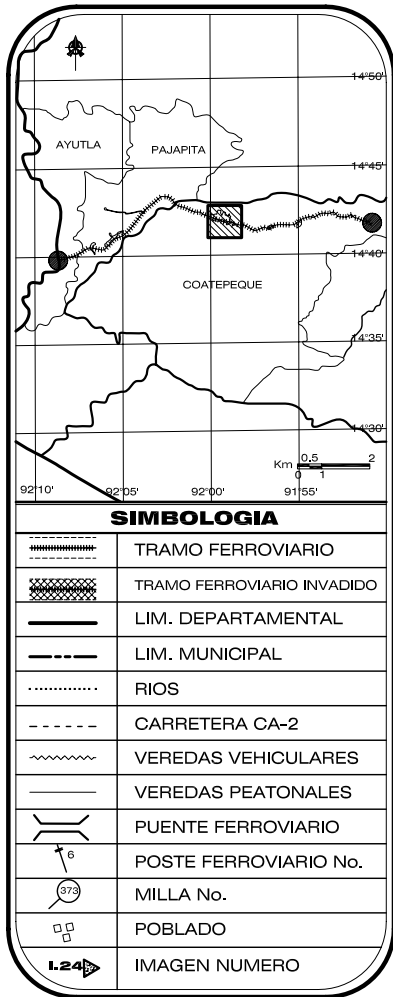 14°50'
AYUTLA
PAJAPITA
14°45'
14°40'
COATEPEQUE
14°35'
14°30'
Km 0.5 2
0 1
92°10' 92°05' 92°00' 91°55'
SIMBOLOGIA
TRAMO FERROVIARIO
TRAMO FERROVIARIO INVADIDO
LIM. DEPARTAMENTAL
LIM. MUNICIPAL
RIOS
CARRETERA CA-2
VEREDAS VEHICULARES
VEREDAS PEATONALES
PUENTE FERROVIARIO
6 POSTE FERROVIARIO No.
373 MILLA No.
POBLADO
I.24 IMAGEN NUMERO